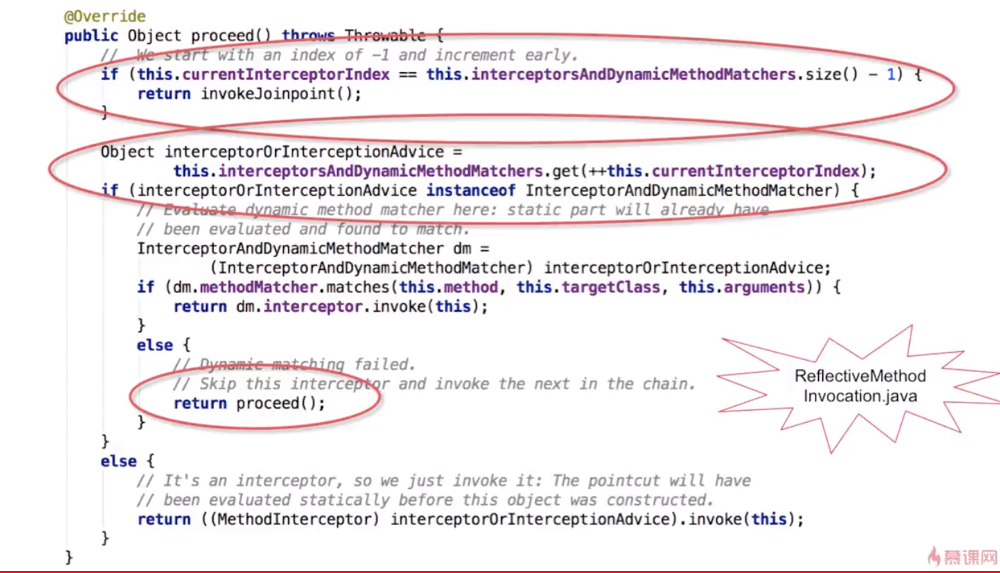 @Override
public Object proceed() throws Throwable {
//  We start with an index of -1 and increment early.
if (this.currentInterceptorIndex == this.interceptorsAndDynamicMethodMatchers.size() - 1) {
return invokeJoinpoint();
}
Object interceptorOrInterceptionAdvice =
this.interceptorsAndDynamicMethodMatchers.get(++this.currentInterceptorIndex);
if (interceptorOrInterceptionAdvice instanceof InterceptorAndDynamicMethodMatcher) {
// Evaluate dynamic method matcher here: static part will already have
// been evaluated and found to match.
InterceptorAndDynamicMethodMatcher dm =
(InterceptorAndDynamicMethodMatcher) interceptorOrInterceptionAdvice;
if (dm.methodMatcher.matches(this.method, this.targetClass, this.arguments)) {
return dm.interceptor.invoke(this);
}
else {
// Dynamic matching failed.
// Skip this interceptor and invoke the next in the chain.
return proceed();
}
}
else {
// It's an interceptor, so we just invoke it: The pointcut will have
// been evaluated statically before this object was constructed.
return ((MethodInterceptor) interceptorOrInterceptionAdvice).invoke(this);
}
}
ReflectiveMethod
Invocation.java
慕课网